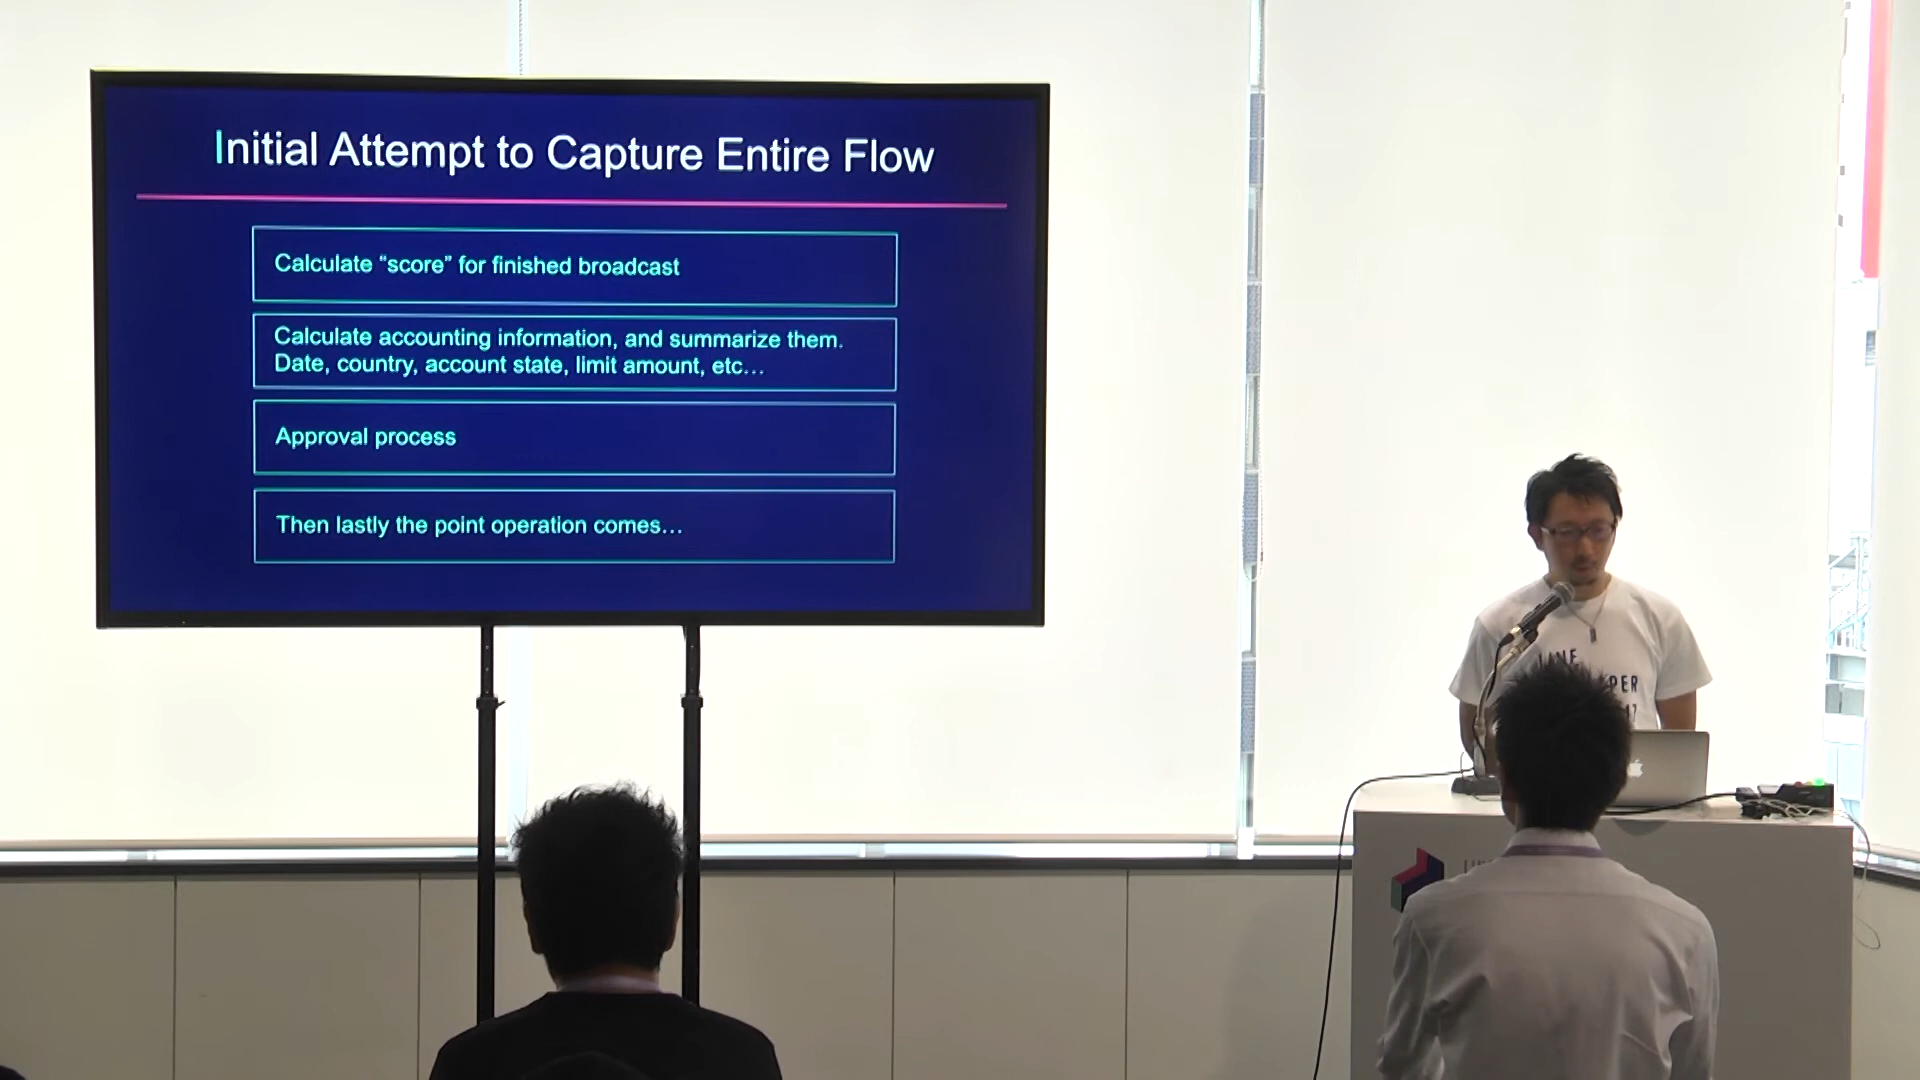 Initial Attempt to Capture Entire Flow
Calculate “score” for finished broadcast
Calculate accounting information, and summarize them.
Date, country, account state, limit amount, etc…
Approval process
Then lastly the point operation comes…
LINE